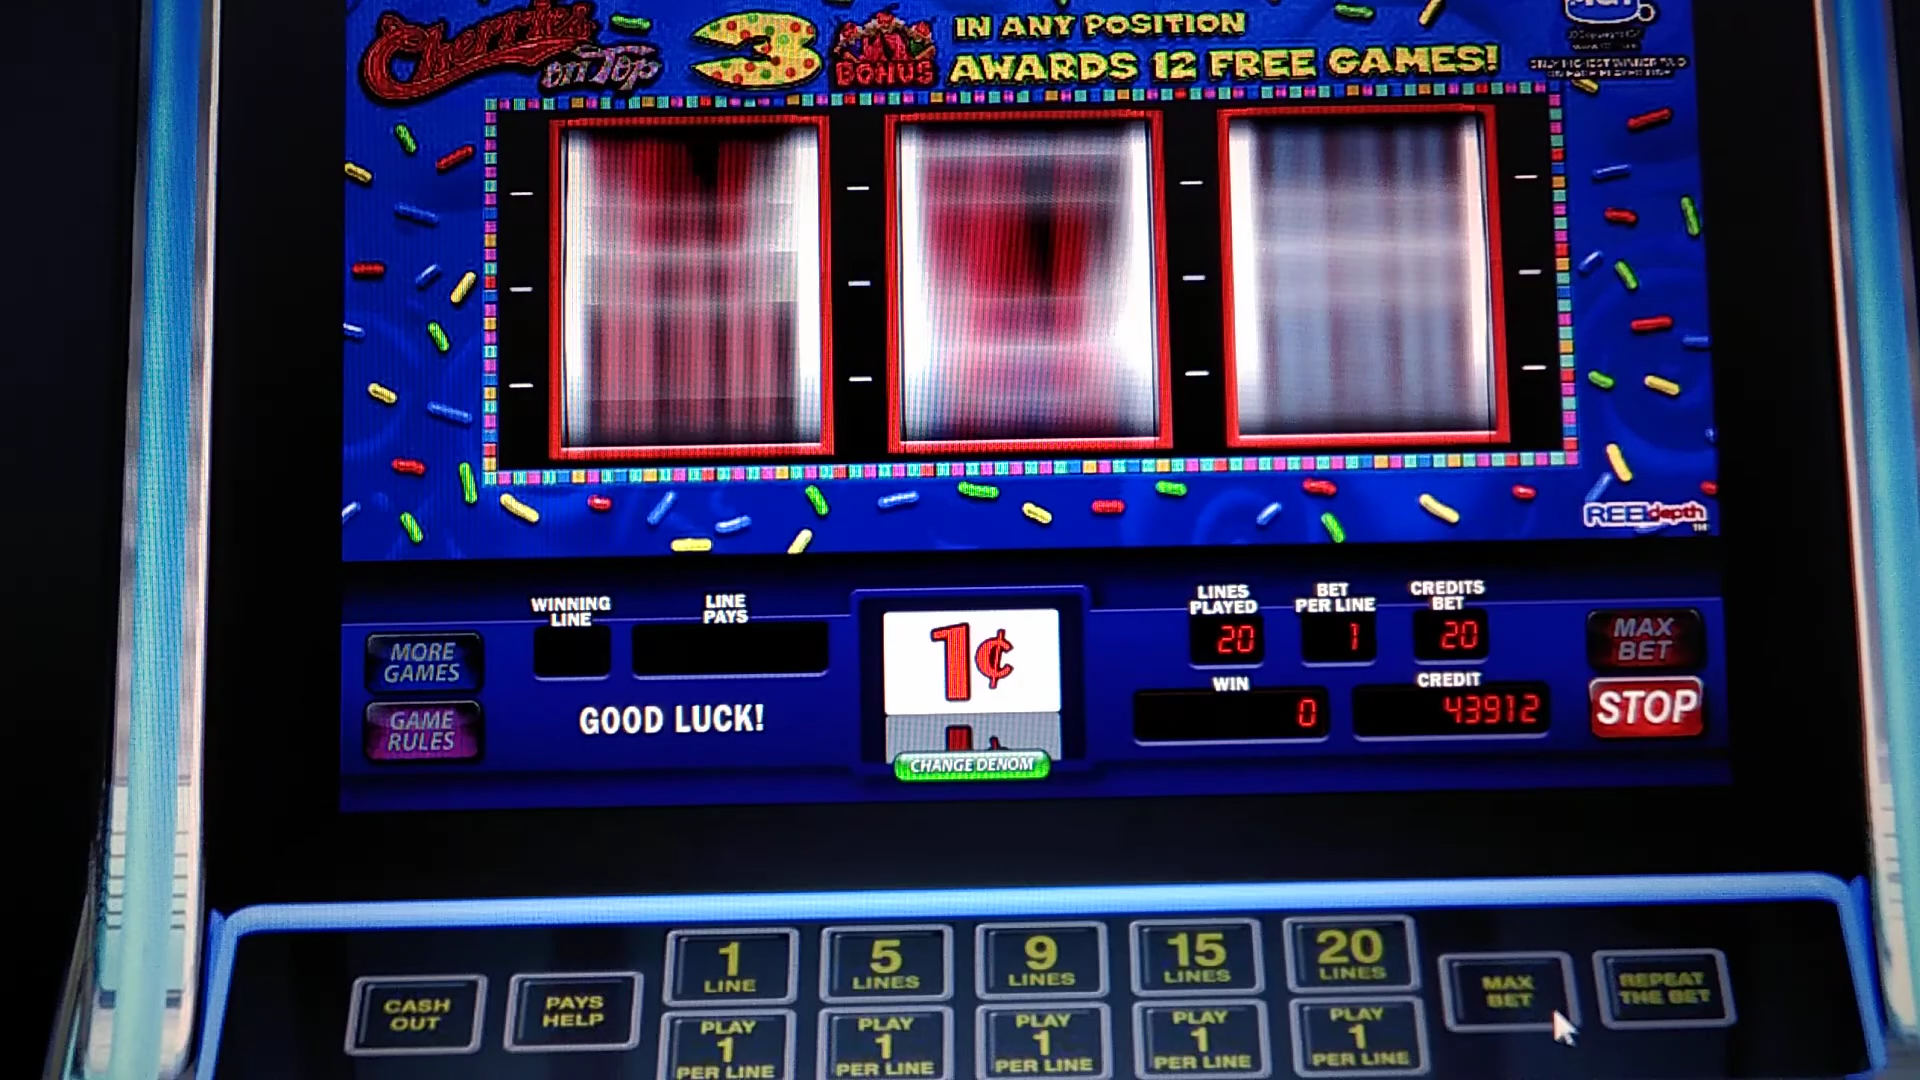 Cherries on Top
3 BONUS IN ANY POSITION
AWARDS 12 FREE GAMES!
REELdepth™
WINNING LINE
LINE PAYS
LINES PLAYED
BET PER LINE
CREDITS BET
20
1
20
MORE GAMES
GAME RULES
GOOD LUCK!
1¢
CHANGE DENOM
WIN
0
CREDIT
43912
MAX BET
STOP
CASH OUT
PAYS HELP
1 LINE
5 LINES
9 LINES
15 LINES
20 LINES
MAX BET
REPEAT THE BET
PLAY 1 PER LINE
PLAY 1 PER LINE
PLAY 1 PER LINE
PLAY 1 PER LINE
PLAY 1 PER LINE